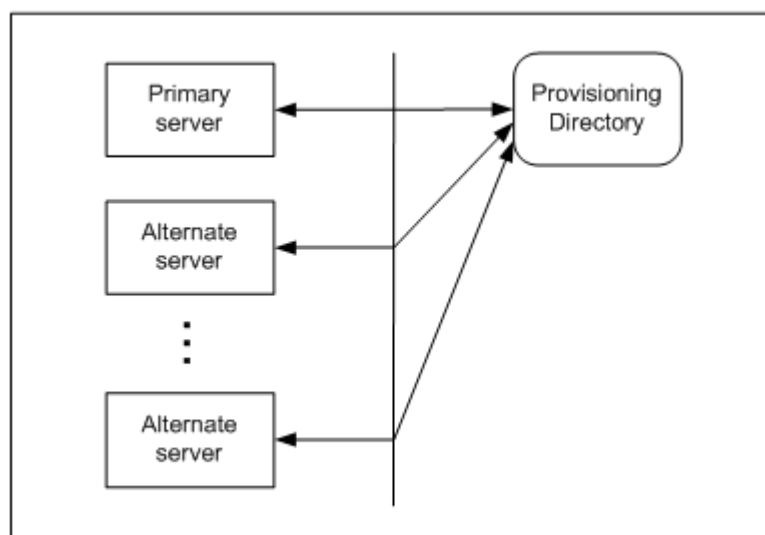 Primary
server
Provisioning
Directory
Alternate
server
Alternate
server